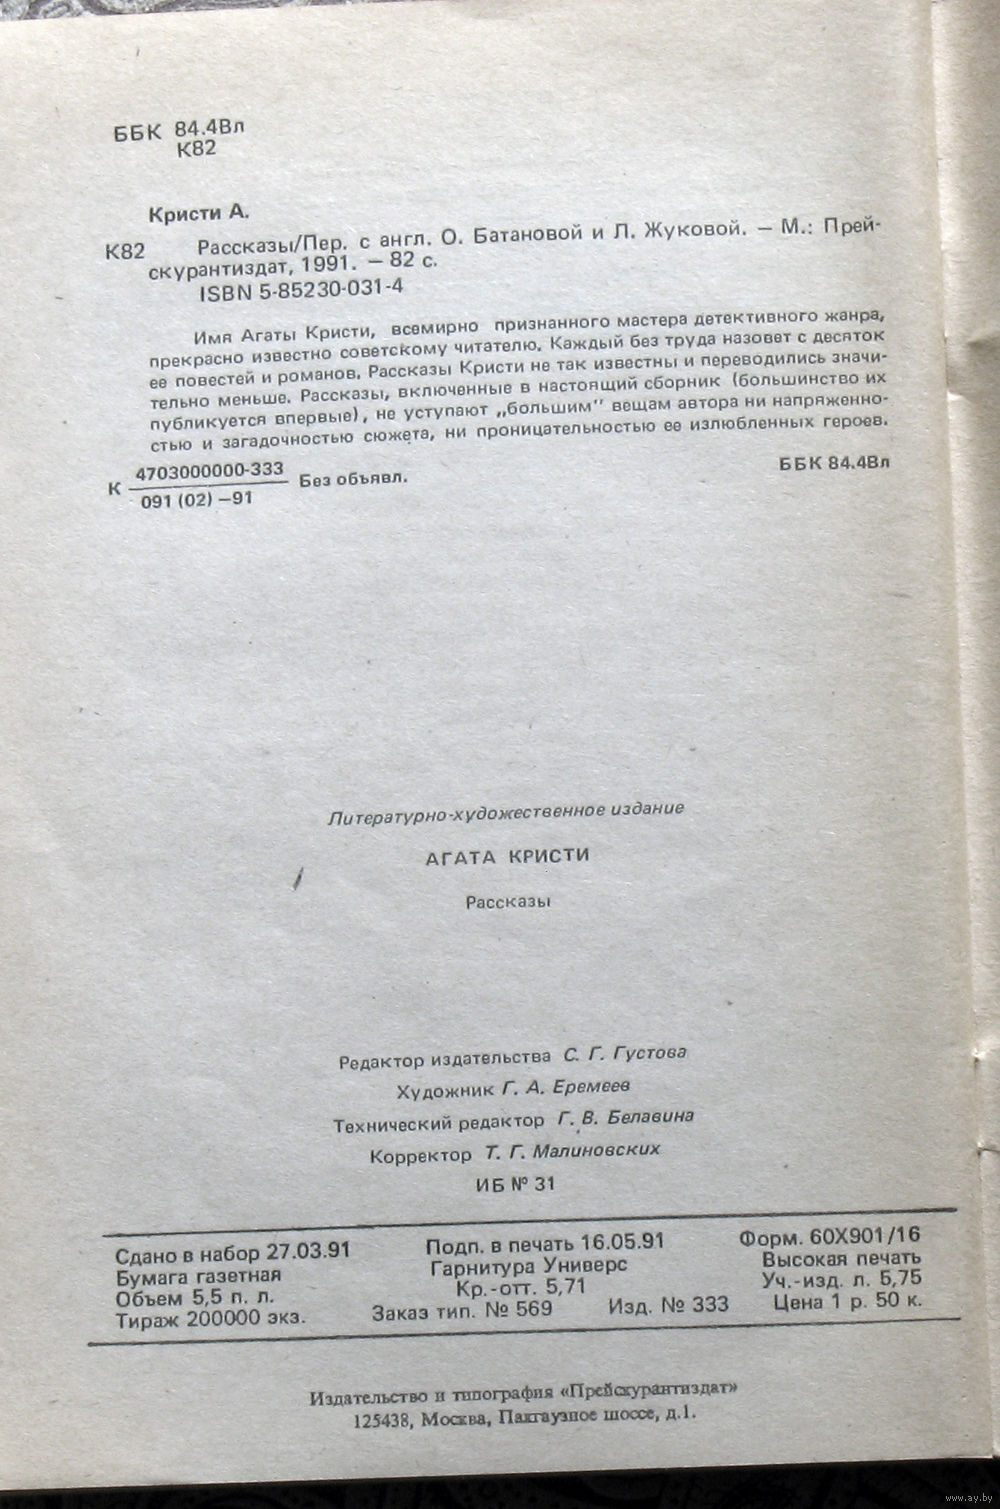 ББК 84.4Вл
К82
Кристи А.
К82 Рассказы/Пер. с англ. О. Батановой и Л. Жуковой. — М.: Прей-
скурантиздат, 1991. — 82 с.
ISBN 5-85230-031-4
Имя Агаты Кристи, всемирно признанного мастера детективного жанра,
прекрасно известно советскому читателю. Каждый без труда назовет с десяток
ее повестей и романов. Рассказы Кристи не так известны и переводились значи-
тельно меньше. Рассказы, включенные в настоящий сборник (большинство их
публикуется впервые), не уступают „большим" вещам автора ни напряженно-
стью и загадочностью сюжета, ни проницательностью ее излюбленных героев.
К 4703000000-333 Без объявл. ББК 84.4Вл
091 (02) —91
Литературно-художественное издание
АГАТА КРИСТИ
Рассказы
Редактор издательства С. Г. Густова
Художник Г. А. Еремеев
Технический редактор Г. В. Белавина
Корректор Т. Г. Малиновских
ИБ № 31
Сдано в набор 27.03.91 Подп. в печать 16.05.91 Форм. 60Х901/16
Бумага газетная Гарнитура Универс Высокая печать
Объем 5,5 п. л. Кр.-отт. 5,71 Уч.-изд. л. 5,75
Тираж 200000 экз. Заказ тип. № 569 Изд. № 333 Цена 1 р. 50 к.
Издательство и типография «Прейскурантиздат»
125438, Москва, Пакгаузное шоссе, д.1.
www.ay.by